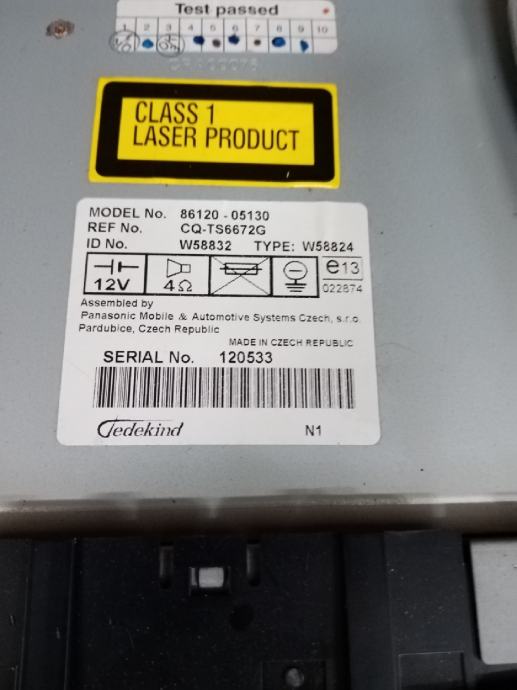 Test passed
1 2 3 4 5 6 7 8 9 10
CLASS 1
LASER PRODUCT
MODEL No. 86120 - 05130
REF No. CQ-TS6672G
ID No. W58832 TYPE: W58824
12V 4Ω e13
022874
Assembled by
Panasonic Mobile & Automotive Systems Czech, s.r.o.
Pardubice, Czech Republic
MADE IN CZECH REPUBLIC
SERIAL No. 120533
Gedekind N1